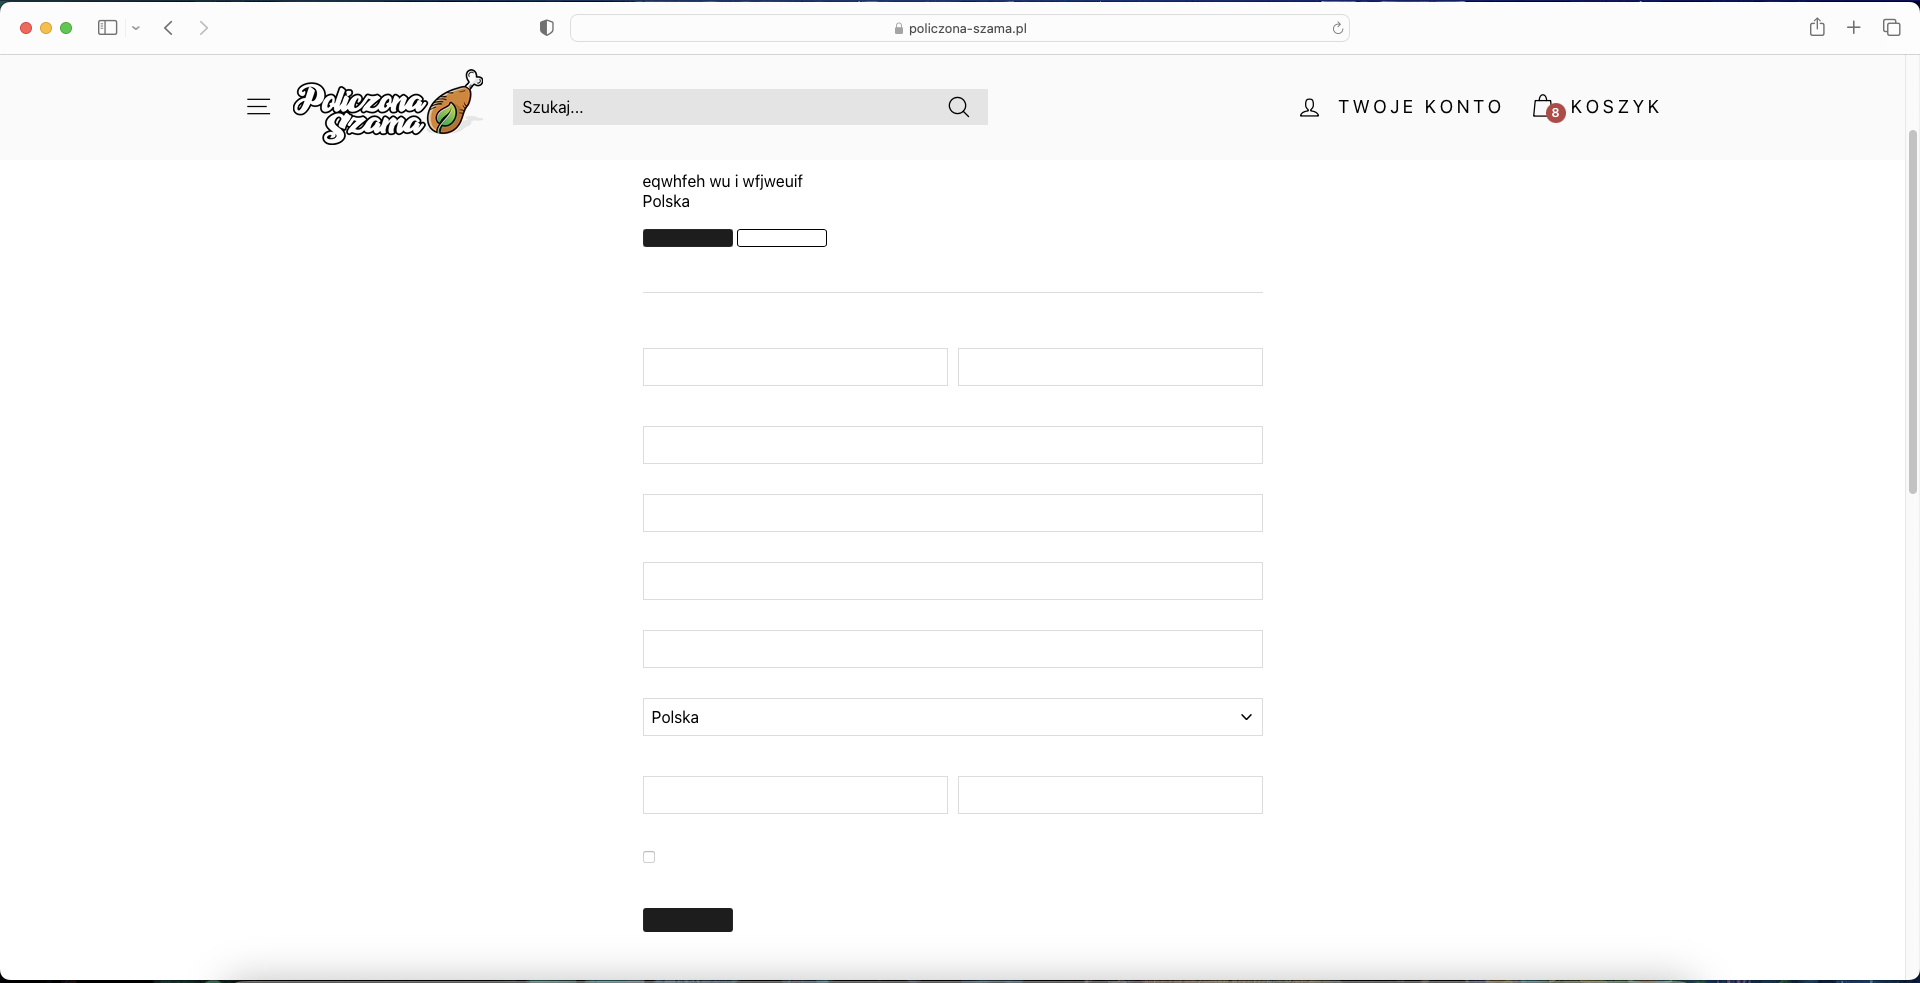 policzona-szama.pl
Policzona
Szama
Szukaj...
TWOJE KONTO
8
KOSZYK
eqwhfeh wu i wfjweuif
Polska
Polska